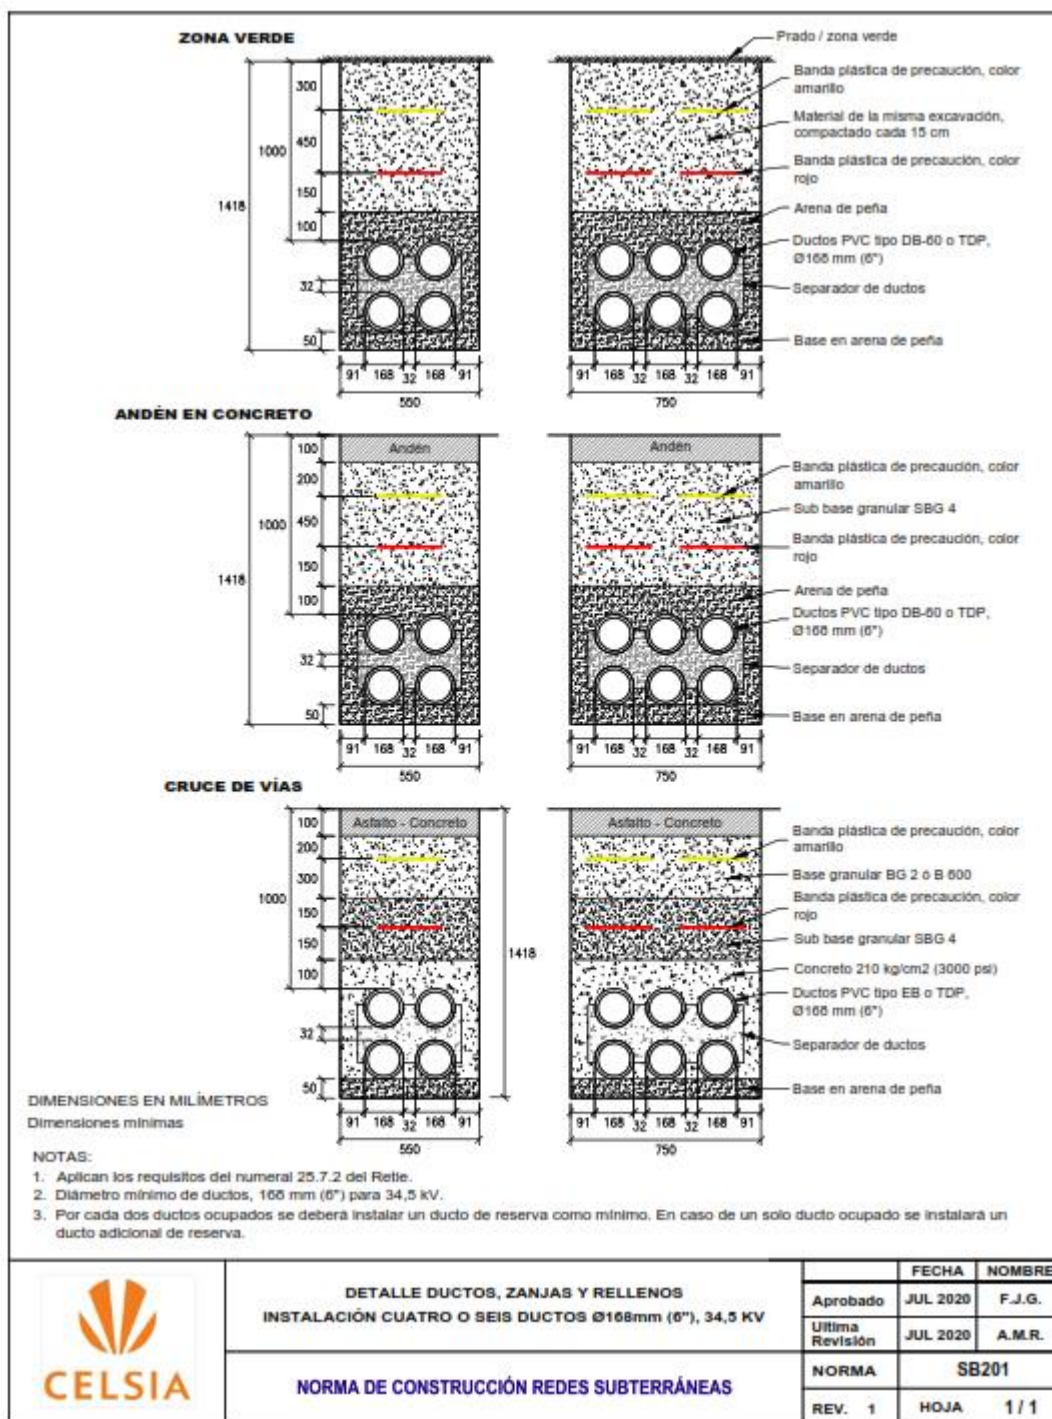 ZONA VERDE
300
450
1000
150
1418
100
32
50
91 168 32 168 91
550
91 168 32 168 32 168 91
750
Prado / zona verde
Banda plástica de precaución, color
amarillo
Material de la misma excavación,
compactado cada 15 cm
Banda plástica de precaución, color
rojo
Arena de peña
Ductos PVC tipo DB-60 o TDP,
Ø168 mm (6")
Separador de ductos
Base en arena de peña
ANDÉN EN CONCRETO
100
200
1000
450
150
1418
100
32
50
Andén
Andén
91 168 32 168 91
550
91 168 32 168 32 168 91
750
Banda plástica de precaución, color
amarillo
Sub base granular SBG 4
Banda plástica de precaución, color
rojo
Arena de peña
Ductos PVC tipo DB-60 o TDP,
Ø168 mm (6")
Separador de ductos
Base en arena de peña
CRUCE DE VÍAS
100
200
300
1000
150
150
100
32
50
1418
Asfalto - Concreto
Asfalto - Concreto
91 168 32 168 91
550
91 168 32 168 32 168 91
750
Banda plástica de precaución, color
amarillo
Base granular BG 2 ó B 600
Banda plástica de precaución, color
rojo
Sub base granular SBG 4
Concreto 210 kg/cm2 (3000 psi)
Ductos PVC tipo EB o TDP,
Ø168 mm (6")
Separador de ductos
Base en arena de peña
DIMENSIONES EN MILÍMETROS
Dimensiones mínimas
NOTAS:
1. Aplican los requisitos del numeral 25.7.2 del Retie.
2. Diámetro mínimo de ductos, 168 mm (6") para 34,5 kV.
3. Por cada dos ductos ocupados se deberá instalar un ducto de reserva como mínimo. En caso de un solo ducto ocupado se instalará un
ducto adicional de reserva.
CELSIA
DETALLE DUCTOS, ZANJAS Y RELLENOS
INSTALACIÓN CUATRO O SEIS DUCTOS Ø168mm (6"), 34,5 KV
NORMA DE CONSTRUCCIÓN REDES SUBTERRÁNEAS
FECHA NOMBRE
Aprobado JUL 2020 F.J.G.
Ultima
Revisión JUL 2020 A.M.R.
NORMA SB201
REV. 1 HOJA 1 / 1